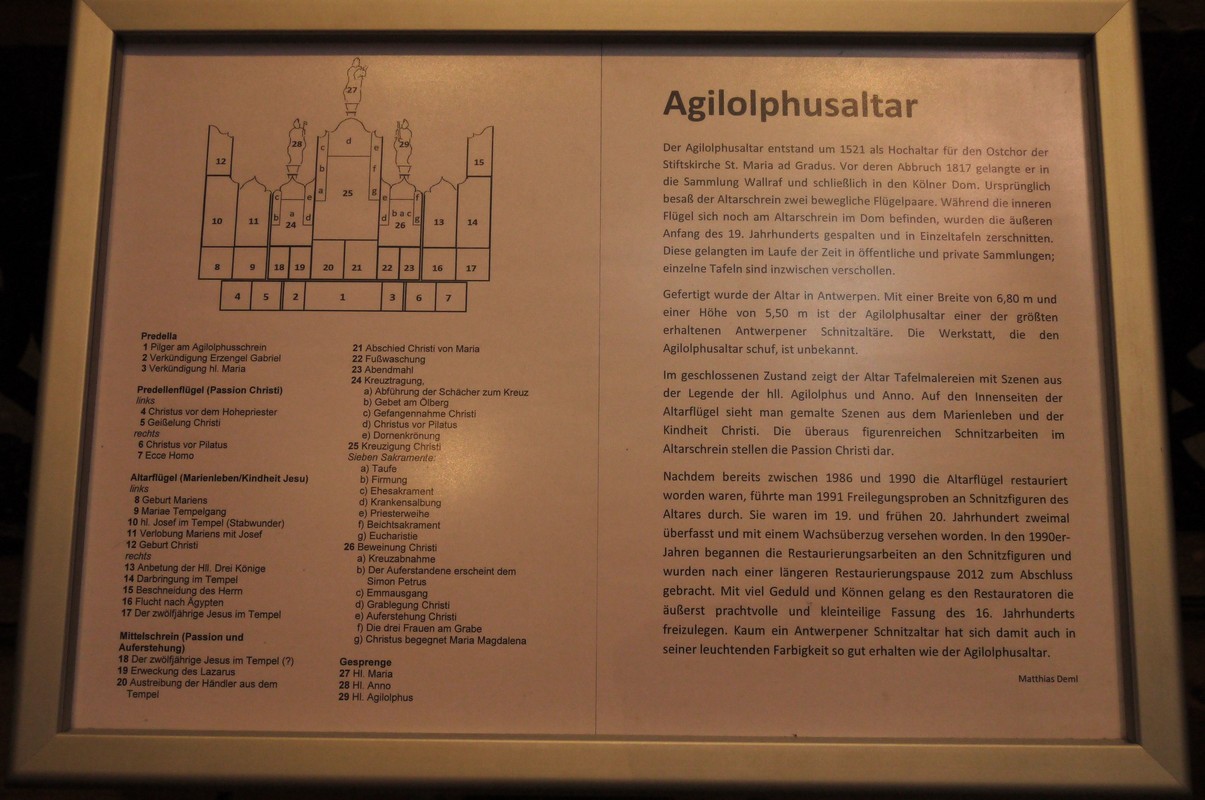 27
28
d
29
c
e
12
b
f
15
a
25
g
c
e
e
f
a
b a c
b
d
d
g
10
11
24
26
13
14
8
9
18
19
20
21
22
23
16
17
4
5
2
1
3
6
7
Predella
1 Pilger am Agilolphusschrein
2 Verkündigung Erzengel Gabriel
3 Verkündigung hl. Maria
Predellenflügel (Passion Christi)
links
4 Christus vor dem Hohepriester
5 Geißelung Christi
rechts
6 Christus vor Pilatus
7 Ecce Homo
Altarflügel (Marienleben/Kindheit Jesu)
links
8 Geburt Mariens
9 Mariae Tempelgang
10 hl. Josef im Tempel (Stabwunder)
11 Verlobung Mariens mit Josef
12 Geburt Christi
rechts
13 Anbetung der Hll. Drei Könige
14 Darbringung im Tempel
15 Beschneidung des Herrn
16 Flucht nach Ägypten
17 Der zwölfjährige Jesus im Tempel
Mittelschrein (Passion und
Auferstehung)
18 Der zwölfjährige Jesus im Tempel (?)
19 Erweckung des Lazarus
20 Austreibung der Händler aus dem
Tempel
21 Abschied Christi von Maria
22 Fußwaschung
23 Abendmahl
24 Kreuztragung,
a) Abführung der Schächer zum Kreuz
b) Gebet am Ölberg
c) Gefangennahme Christi
d) Christus vor Pilatus
e) Dornenkrönung
25 Kreuzigung Christi
Sieben Sakramente:
a) Taufe
b) Firmung
c) Ehesakrament
d) Krankensalbung
e) Priesterweihe
f) Beichtsakrament
g) Eucharistie
26 Beweinung Christi
a) Kreuzabnahme
b) Der Auferstandene erscheint dem
Simon Petrus
c) Emmausgang
d) Grablegung Christi
e) Auferstehung Christi
f) Die drei Frauen am Grabe
g) Christus begegnet Maria Magdalena
Gesprenge
27 Hl. Maria
28 Hl. Anno
29 Hl. Agilolphus
Agilolphusaltar
Der Agilolphusaltar entstand um 1521 als Hochaltar für den Ostchor der
Stiftskirche St. Maria ad Gradus. Vor deren Abbruch 1817 gelangte er in
die Sammlung Wallraf und schließlich in den Kölner Dom. Ursprünglich
besaß der Altarschrein zwei bewegliche Flügelpaare. Während die inneren
Flügel sich noch am Altarschrein im Dom befinden, wurden die äußeren
Anfang des 19. Jahrhunderts gespalten und in Einzeltafeln zerschnitten.
Diese gelangten im Laufe der Zeit in öffentliche und private Sammlungen;
einzelne Tafeln sind inzwischen verschollen.
Gefertigt wurde der Altar in Antwerpen. Mit einer Breite von 6,80 m und
einer Höhe von 5,50 m ist der Agilolphusaltar einer der größten
erhaltenen Antwerpener Schnitzaltäre. Die Werkstatt, die den
Agilolphusaltar schuf, ist unbekannt.
Im geschlossenen Zustand zeigt der Altar Tafelmalereien mit Szenen aus
der Legende der hll. Agilolphus und Anno. Auf den Innenseiten der
Altarflügel sieht man gemalte Szenen aus dem Marienleben und der
Kindheit Christi. Die überaus figurenreichen Schnitzarbeiten im
Altarschrein stellen die Passion Christi dar.
Nachdem bereits zwischen 1986 und 1990 die Altarflügel restauriert
worden waren, führte man 1991 Freilegungsproben an Schnitzfiguren des
Altares durch. Sie waren im 19. und frühen 20. Jahrhundert zweimal
überfasst und mit einem Wachsüberzug versehen worden. In den 1990er-
Jahren begannen die Restaurierungsarbeiten an den Schnitzfiguren und
wurden nach einer längeren Restaurierungspause 2012 zum Abschluss
gebracht. Mit viel Geduld und Können gelang es den Restauratoren die
äußerst prachtvolle und kleinteilige Fassung des 16. Jahrhunderts
freizulegen. Kaum ein Antwerpener Schnitzaltar hat sich damit auch in
seiner leuchtenden Farbigkeit so gut erhalten wie der Agilolphusaltar.
Matthias Deml